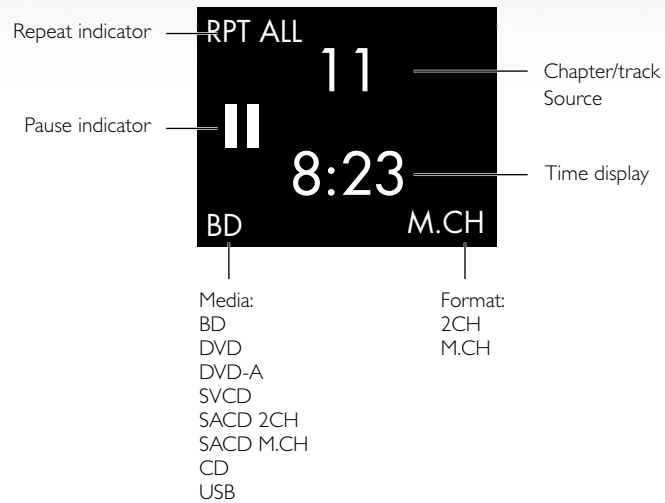 Repeat indicator
RPT ALL
11
Chapter/track
Source
Pause indicator
8:23
Time display
BD
M.CH
Media:
BD
DVD
DVD-A
SVCD
SACD 2CH
SACD M.CH
CD
USB
Format:
2CH
M.CH